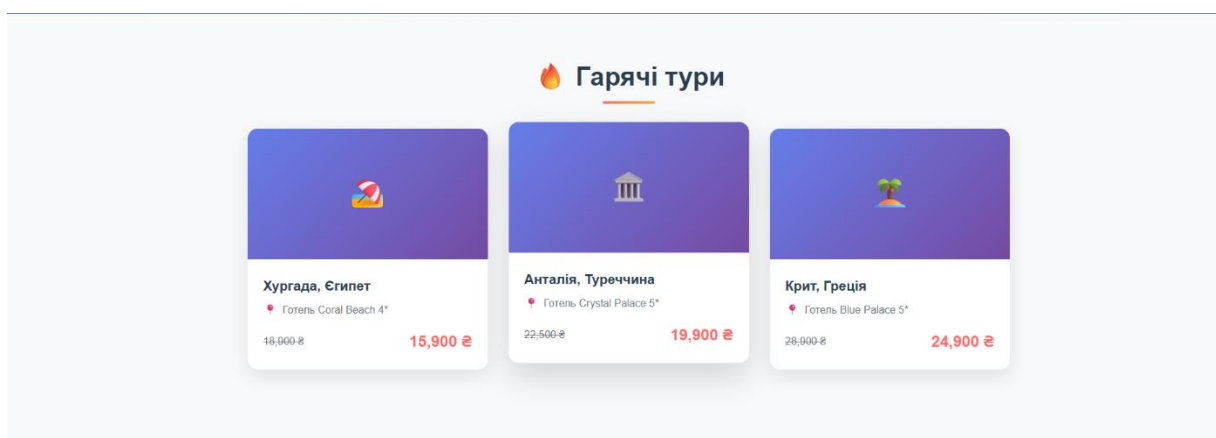 Гарячі тури
Хургада, Єгипет
Готель Coral Beach 4*
18,900 ₴ 15,900 ₴
Анталія, Туреччина
Готель Crystal Palace 5*
22,500 ₴ 19,900 ₴
Крит, Греція
Готель Blue Palace 5*
28,900 ₴ 24,900 ₴